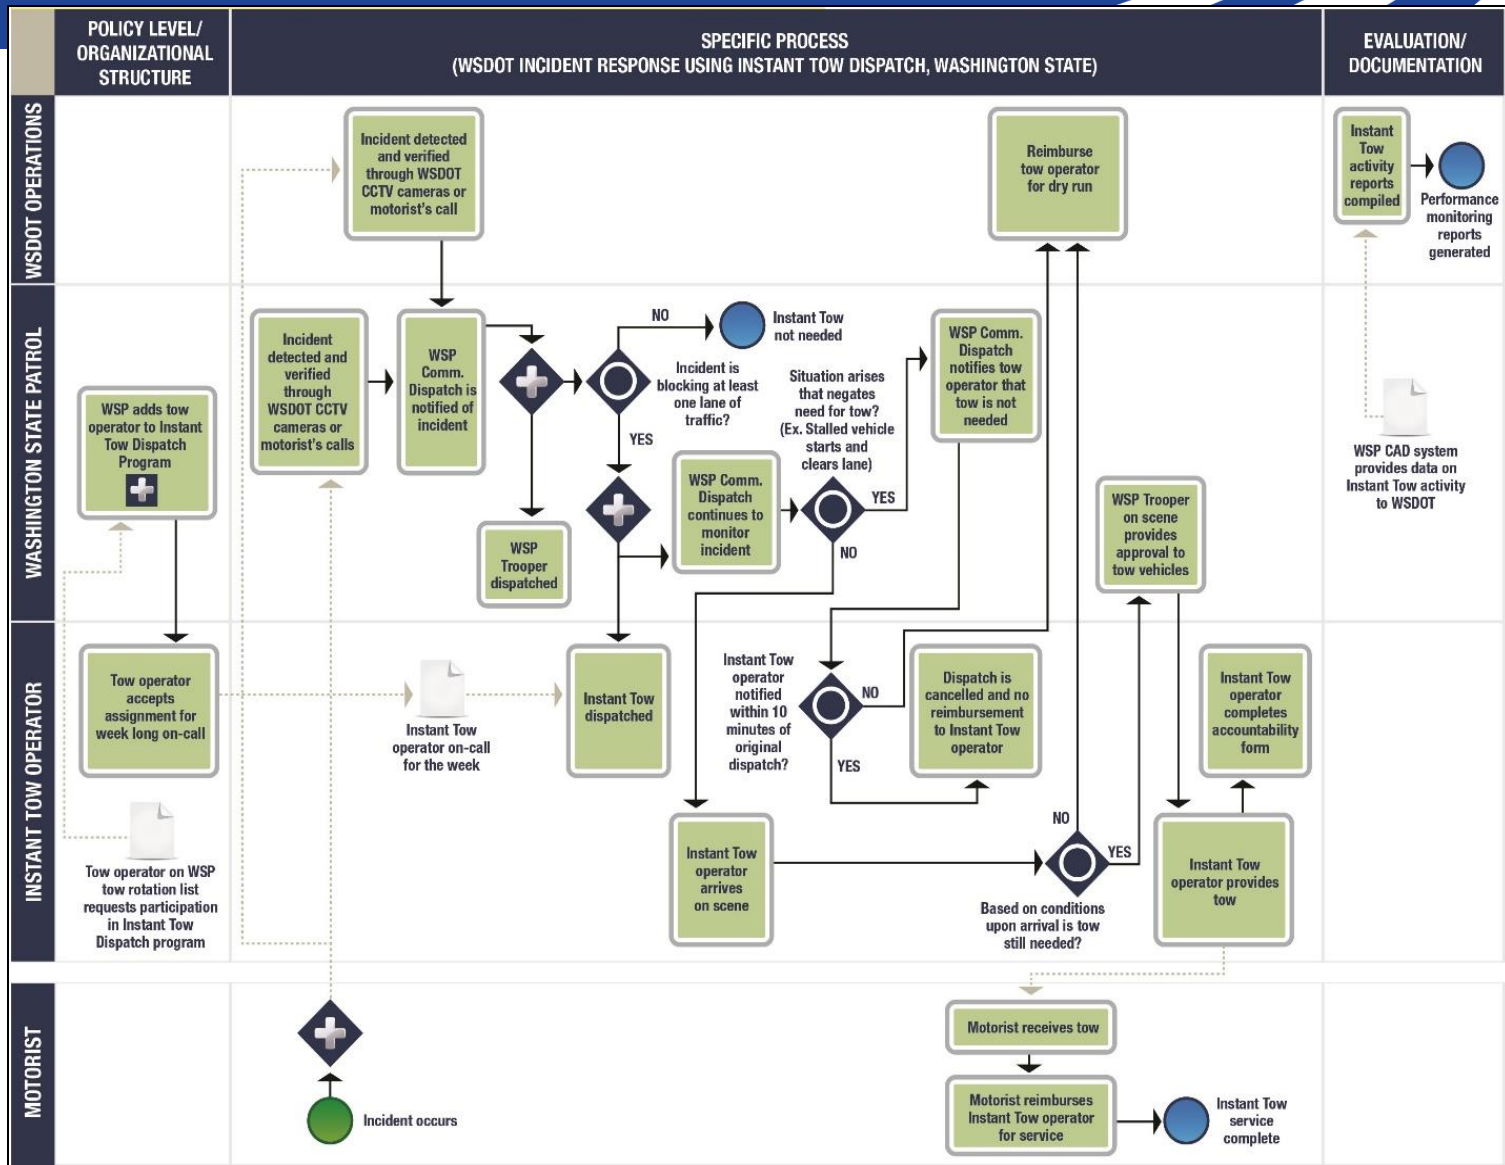 POLICY LEVEL/
ORGANIZATIONAL
STRUCTURE
SPECIFIC PROCESS
(WSDOT INCIDENT RESPONSE USING INSTANT TOW DISPATCH, WASHINGTON STATE)
EVALUATION/
DOCUMENTATION
WSDOT OPERATIONS
Incident detected
and verified
through WSDOT
CCTV cameras or
motorist's call
Reimburse
tow operator
for dry run
Instant
Tow
activity
reports
compiled
Performance
monitoring
reports
generated
WASHINGTON STATE PATROL
WSP adds tow
operator to Instant
Tow Dispatch
Program
Incident
detected and
verified
through
WSDOT CCTV
cameras or
motorist's calls
WSP
Comm.
Dispatch is
notified of
incident
NO
Instant Tow
not needed
Incident is
blocking at least
one lane of
traffic?
YES
WSP
Trooper
dispatched
WSP Comm.
Dispatch
continues to
monitor
incident
Situation arises
that negates
need for tow?
(Ex. Stalled vehicle
starts and
clears lane)
YES
NO
WSP Comm.
Dispatch
notifies tow
operator that
tow is not
needed
WSP Trooper
on scene
provides
approval to
tow vehicles
WSP CAD system
provides data on
Instant Tow activity
to WSDOT
INSTANT TOW OPERATOR
Tow operator
accepts
assignment for
week long on-call
Tow operator on WSP
tow rotation list
requests participation
in Instant Tow
Dispatch program
Instant Tow
operator on-call
for the week
Instant Tow
dispatched
Instant Tow
operator
notified
within 10
minutes of
original
dispatch?
NO
YES
Dispatch is
cancelled and no
reimbursement
to Instant Tow
operator
Instant Tow
operator
arrives
on scene
NO
YES
Based on conditions
upon arrival is tow
still needed?
Instant Tow
operator
completes
accountability
form
Instant Tow
operator provides
tow
MOTORIST
Incident occurs
Motorist receives tow
Motorist reimburses
Instant Tow operator
for service
Instant Tow
service
complete